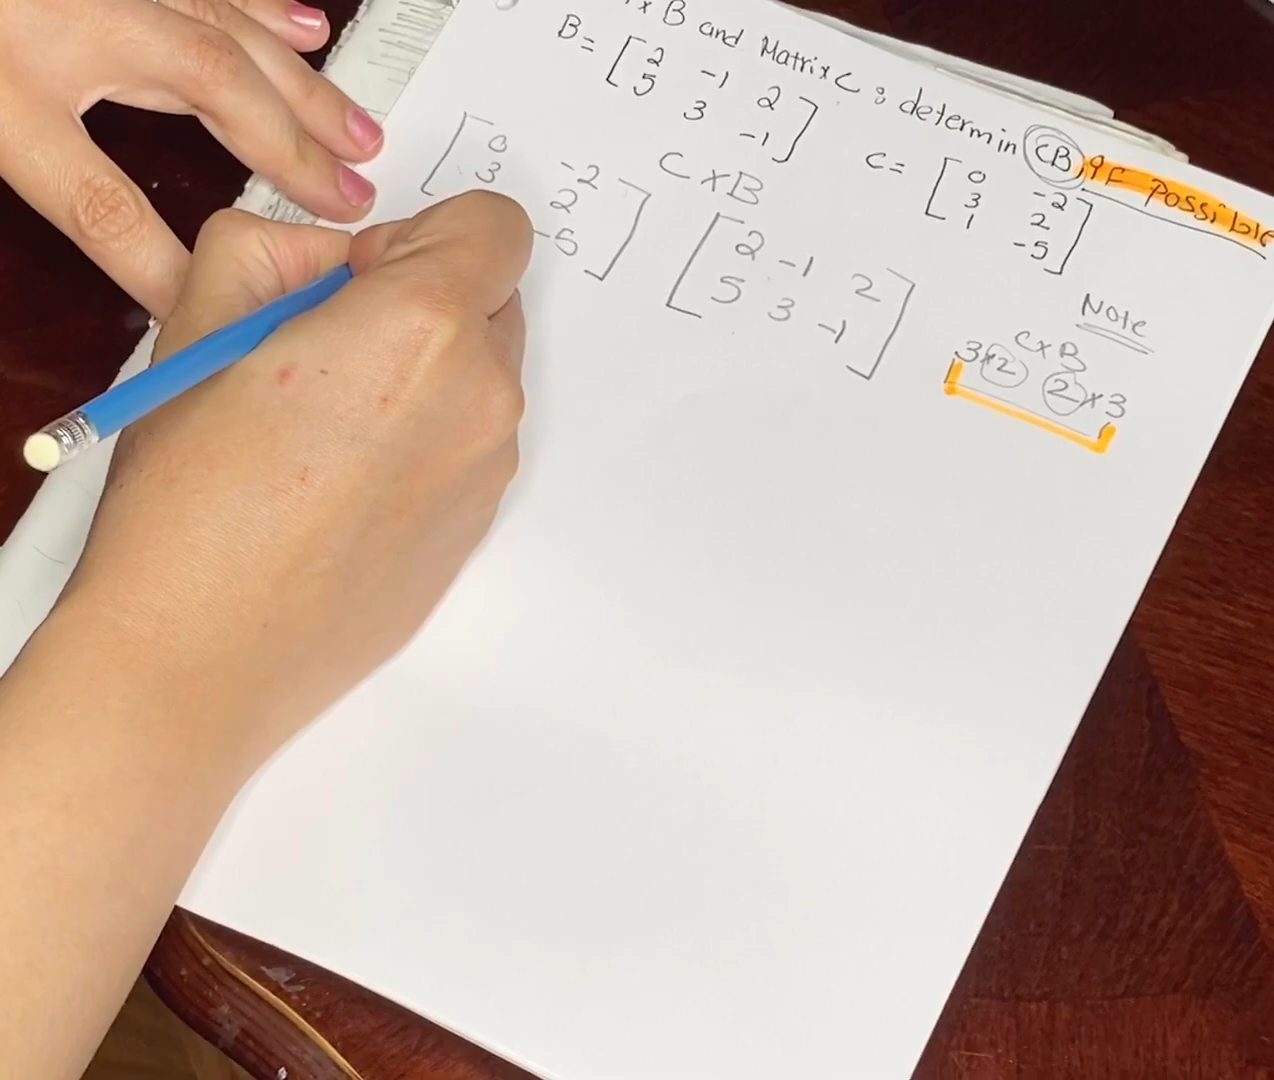 x B and Matrix C: determin CB, if possible
B = [ 2 -1 2
5 3 -1 ]
C = [ 0 -2
3 2
1 -5 ]
C x B
[ 0 -2
3 2
-5 ]
[ 2 -1 2
5 3 -1 ]
Note
C x B
3x2 2x3